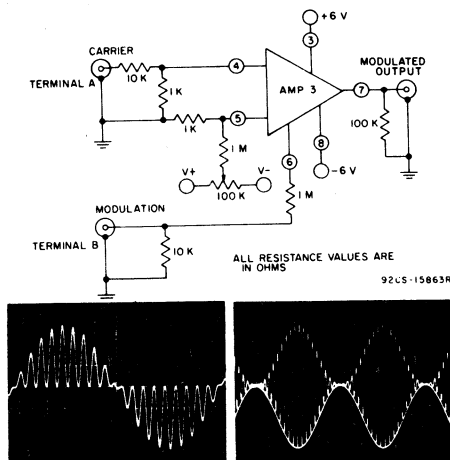 +6 V
3
CARRIER
MODULATED
OUTPUT
TERMINAL A
10 K
4
1 K
AMP 3
7
1 K
5
100 K
1 M
6
8
V+
V-
-6 V
100 K
1 M
MODULATION
TERMINAL B
10 K
ALL RESISTANCE VALUES ARE
IN OHMS
92CS-15863R